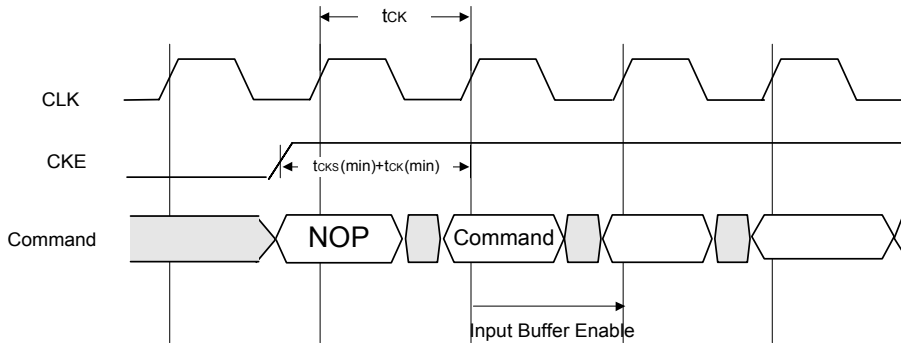 tCK
CLK
CKE
tCKS(min)+tCK(min)
Command
NOP
Command
Input Buffer Enable